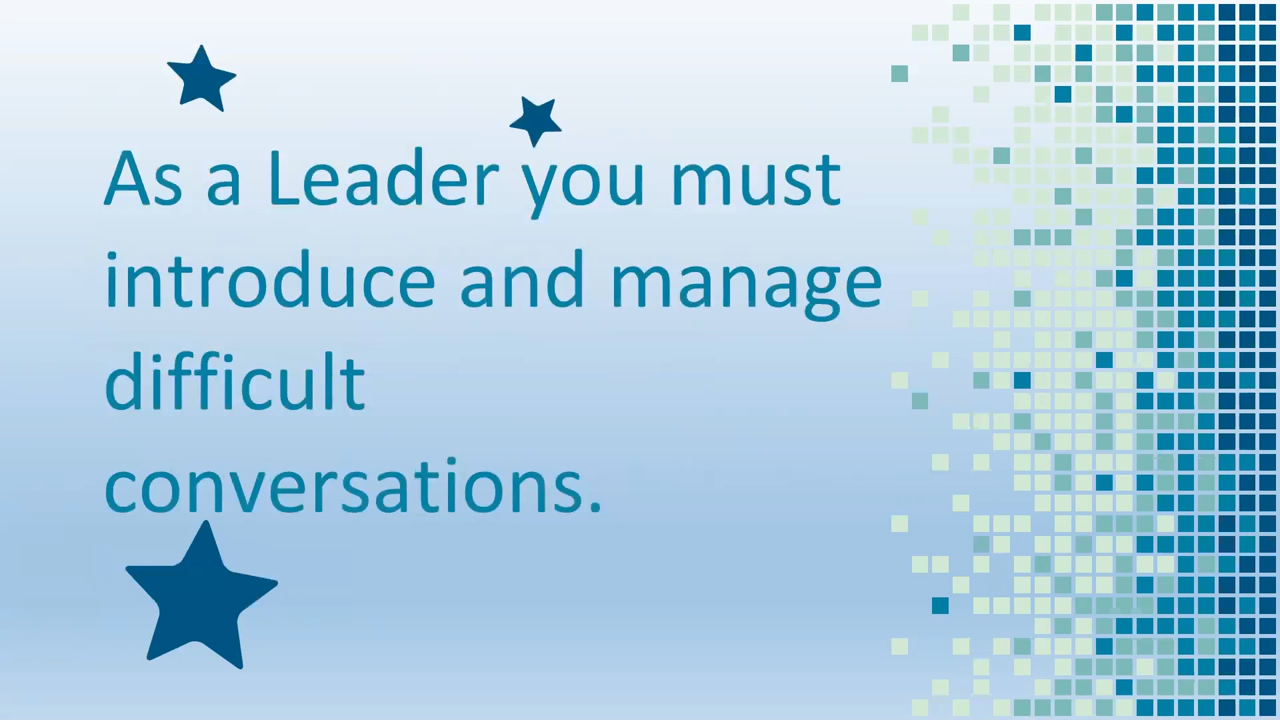 As a Leader you must
introduce and manage
difficult
conversations.